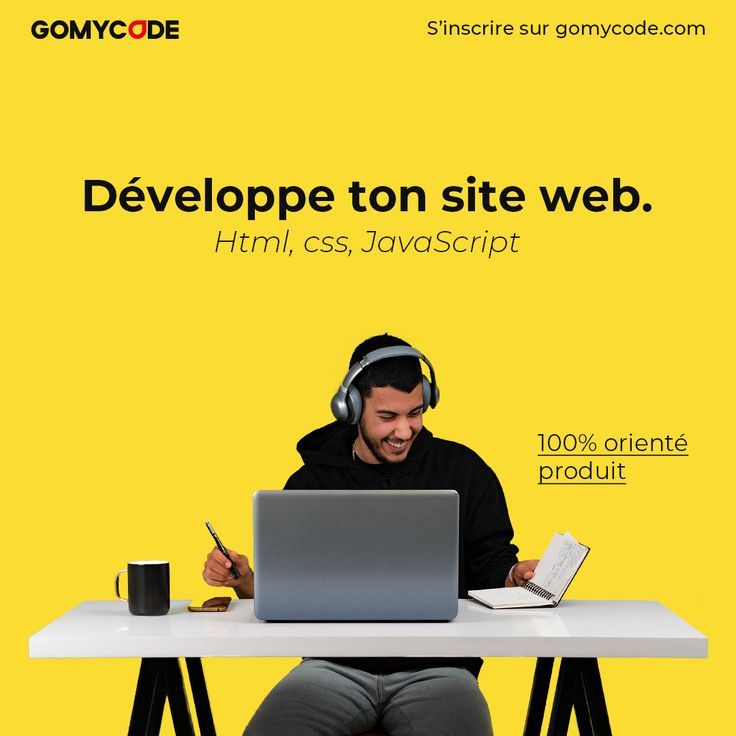 GOMYCODE
S'inscrire sur gomycode.com
Développe ton site web.
Html, css, JavaScript
100% orienté
produit